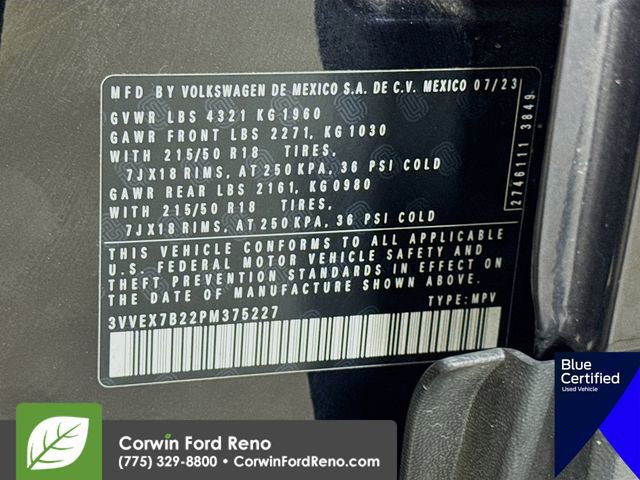 MFD BY VOLKSWAGEN DE MEXICO S.A. DE C.V. MEXICO 07/23
GVWR LBS 4321 KG 1960
GAWR FRONT LBS 2271, KG 1030
WITH 215/50 R18 TIRES,
7JX18 RIMS, AT 250 KPA, 36 PSI COLD
GAWR REAR LBS 2161, KG0980
WITH 215/50 R18 TIRES,
7JX18 RIMS, AT 250 KPA, 36 PSI COLD
THIS VEHICLE CONFORMS TO ALL APPLICABLE
U.S. FEDERAL MOTOR VEHICLE SAFETY AND
THEFT PREVENTION STANDARDS IN EFFECT ON
THE DATE OF MANUFACTURE SHOWN ABOVE.
3VVEX7B22PM375227 TYPE: MPV
2746111 3849
Blue
Certified
Used Vehicle
Corwin Ford Reno
(775) 329-8800 • CorwinFordReno.com